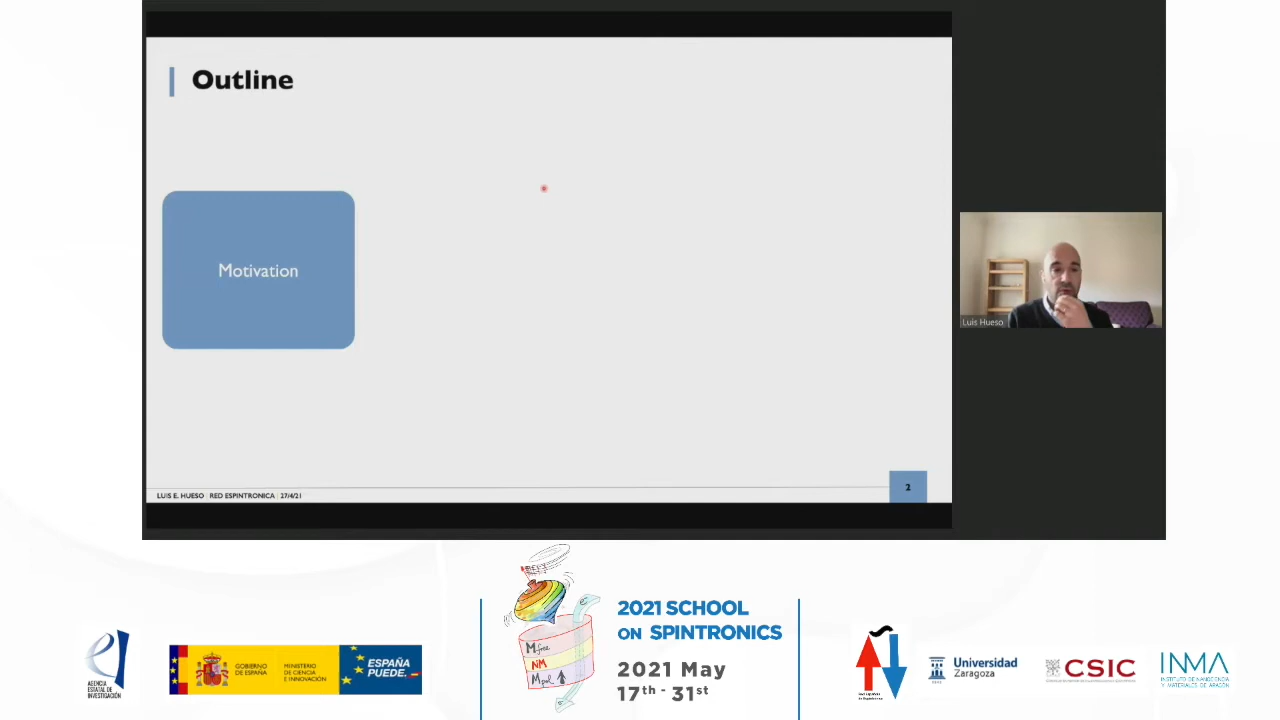 Outline
Motivation
LUIS E. HUESO | RED ESPINTRONICA | 27/4/21
2
Luis Hueso
AGENCIA
ESTATAL DE
INVESTIGACIÓN
GOBIERNO
DE ESPAÑA
MINISTERIO
DE CIENCIA
E INNOVACIÓN
ESPAÑA
PUEDE.
M free
NM
2021 SCHOOL
ON SPINTRONICS
2021 May
17th - 31st
Universidad
Zaragoza
CSIC
INMA
INSTITUTO DE NANOCIENCIA
Y MATERIALES DE ARAGÓN